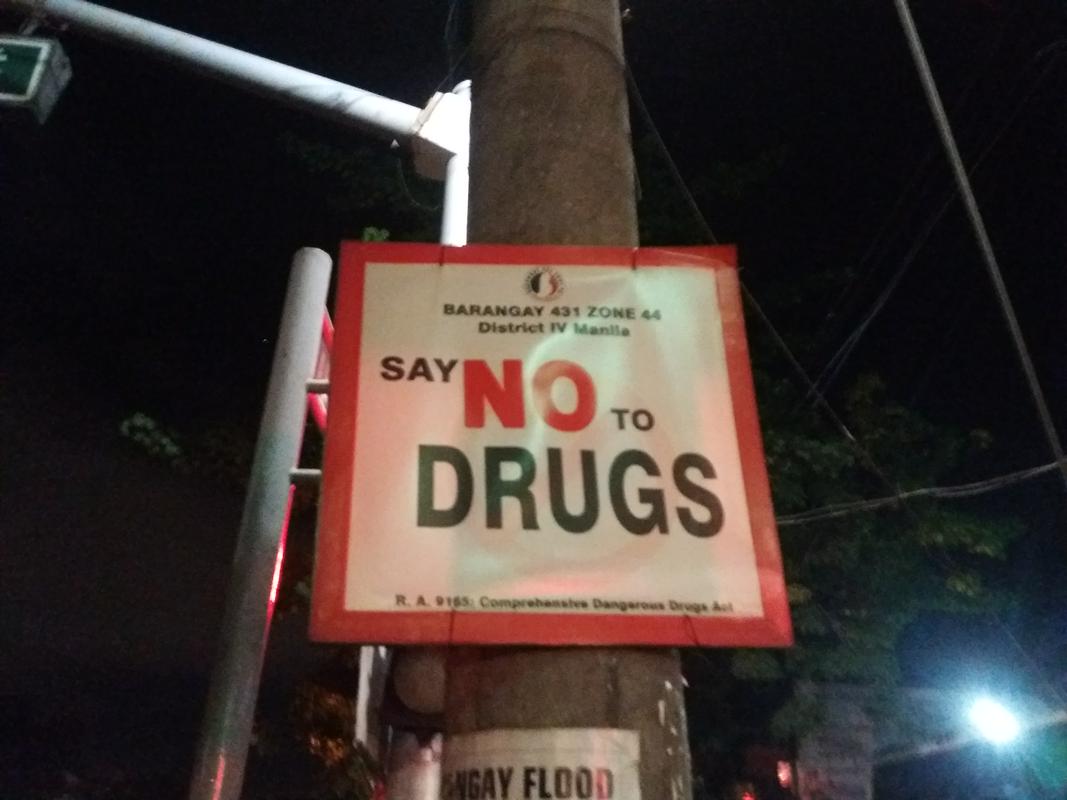 BARANGAY 431 ZONE 44
District IV Manila
SAY NO TO
DRUGS
R. A. 9165: Comprehensive Dangerous Drugs Act
NGAY FLOOD